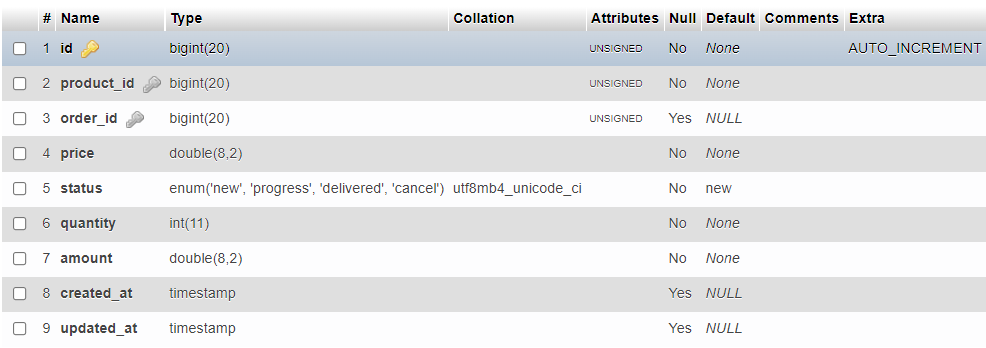 # Name Type Collation Attributes Null Default Comments Extra
1 id bigint(20) UNSIGNED No None AUTO_INCREMENT
2 product_id bigint(20) UNSIGNED No None
3 order_id bigint(20) UNSIGNED Yes NULL
4 price double(8,2) No None
5 status enum('new', 'progress', 'delivered', 'cancel') utf8mb4_unicode_ci No new
6 quantity int(11) No None
7 amount double(8,2) No None
8 created_at timestamp Yes NULL
9 updated_at timestamp Yes NULL